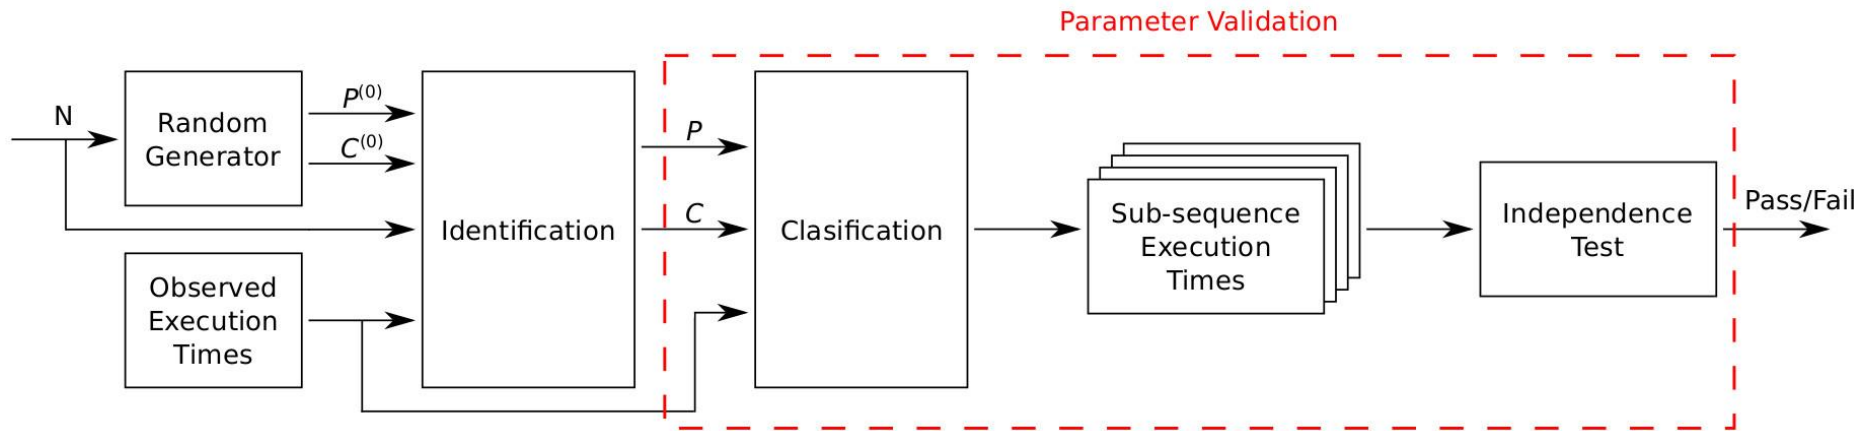 Parameter Validation
N
Random
Generator
P(0)
C(0)
Identification
Observed
Execution
Times
P
C
Clasification
Sub-sequence
Execution
Times
Independence
Test
Pass/Fail